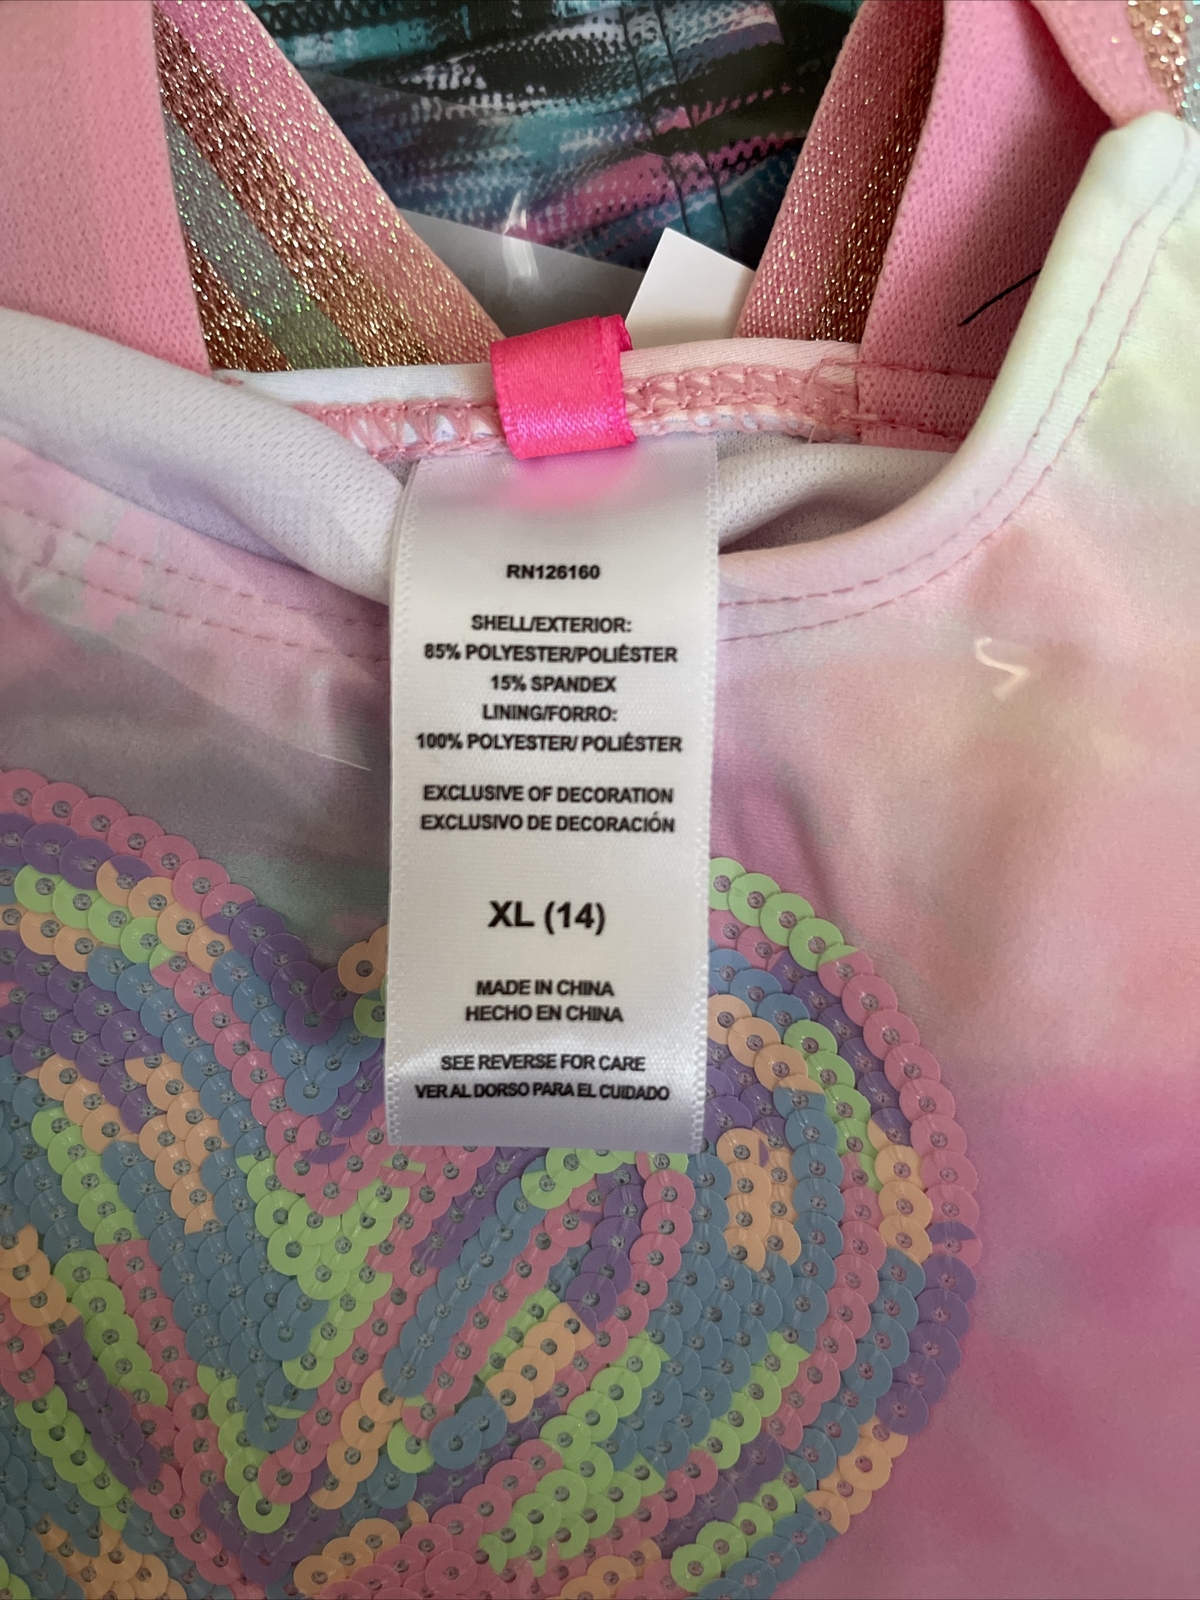 RN126160
SHELL/EXTERIOR:
85% POLYESTER/POLIÉSTER
15% SPANDEX
LINING/FORRO:
100% POLYESTER/ POLIÉSTER
EXCLUSIVE OF DECORATION
EXCLUSIVO DE DECORACIÓN
XL (14)
MADE IN CHINA
HECHO EN CHINA
SEE REVERSE FOR CARE
VER AL DORSO PARA EL CUIDADO